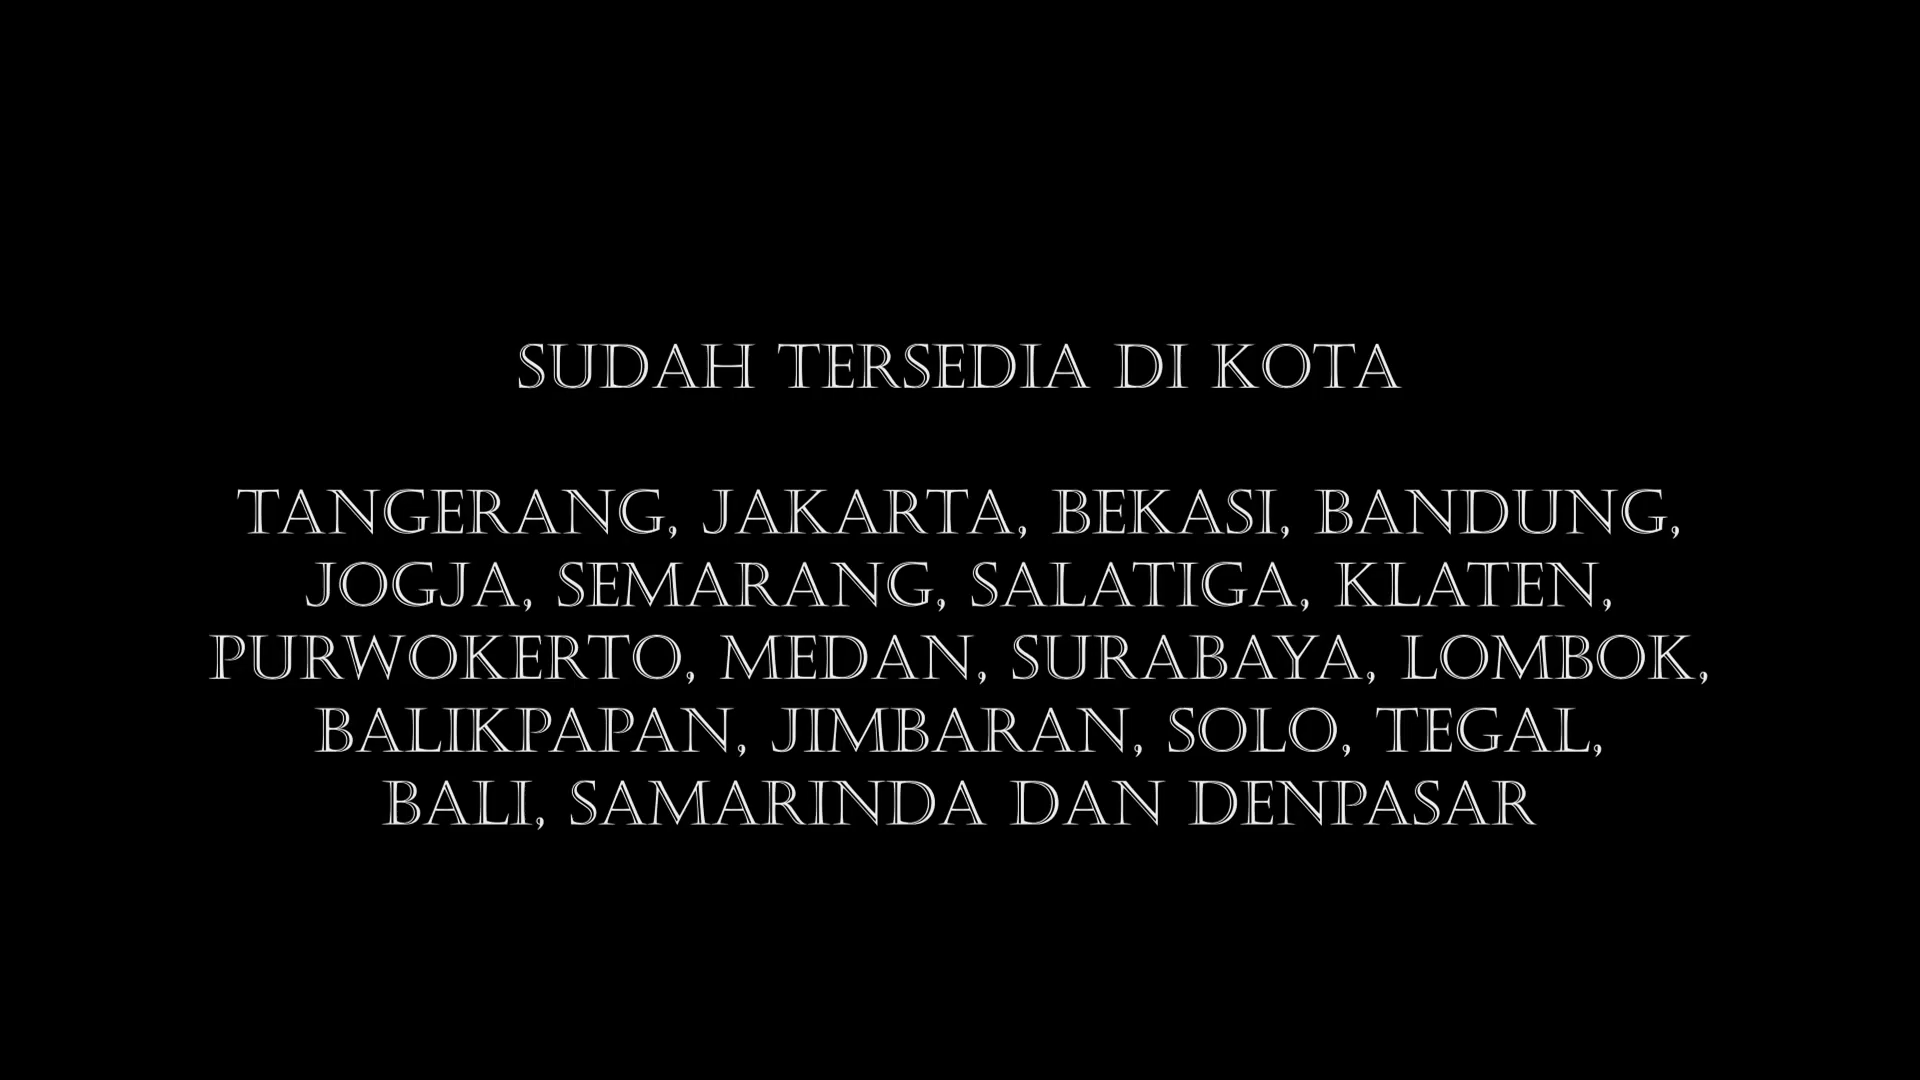 SUDAH TERSEDIA DI KOTA
TANGERANG, JAKARTA, BEKASI, BANDUNG,
JOGJA, SEMARANG, SALATIGA, KLATEN,
PURWOKERTO, MEDAN, SURABAYA, LOMBOK,
BALIKPAPAN, JIMBARAN, SOLO, TEGAL,
BALI, SAMARINDA DAN DENPASAR